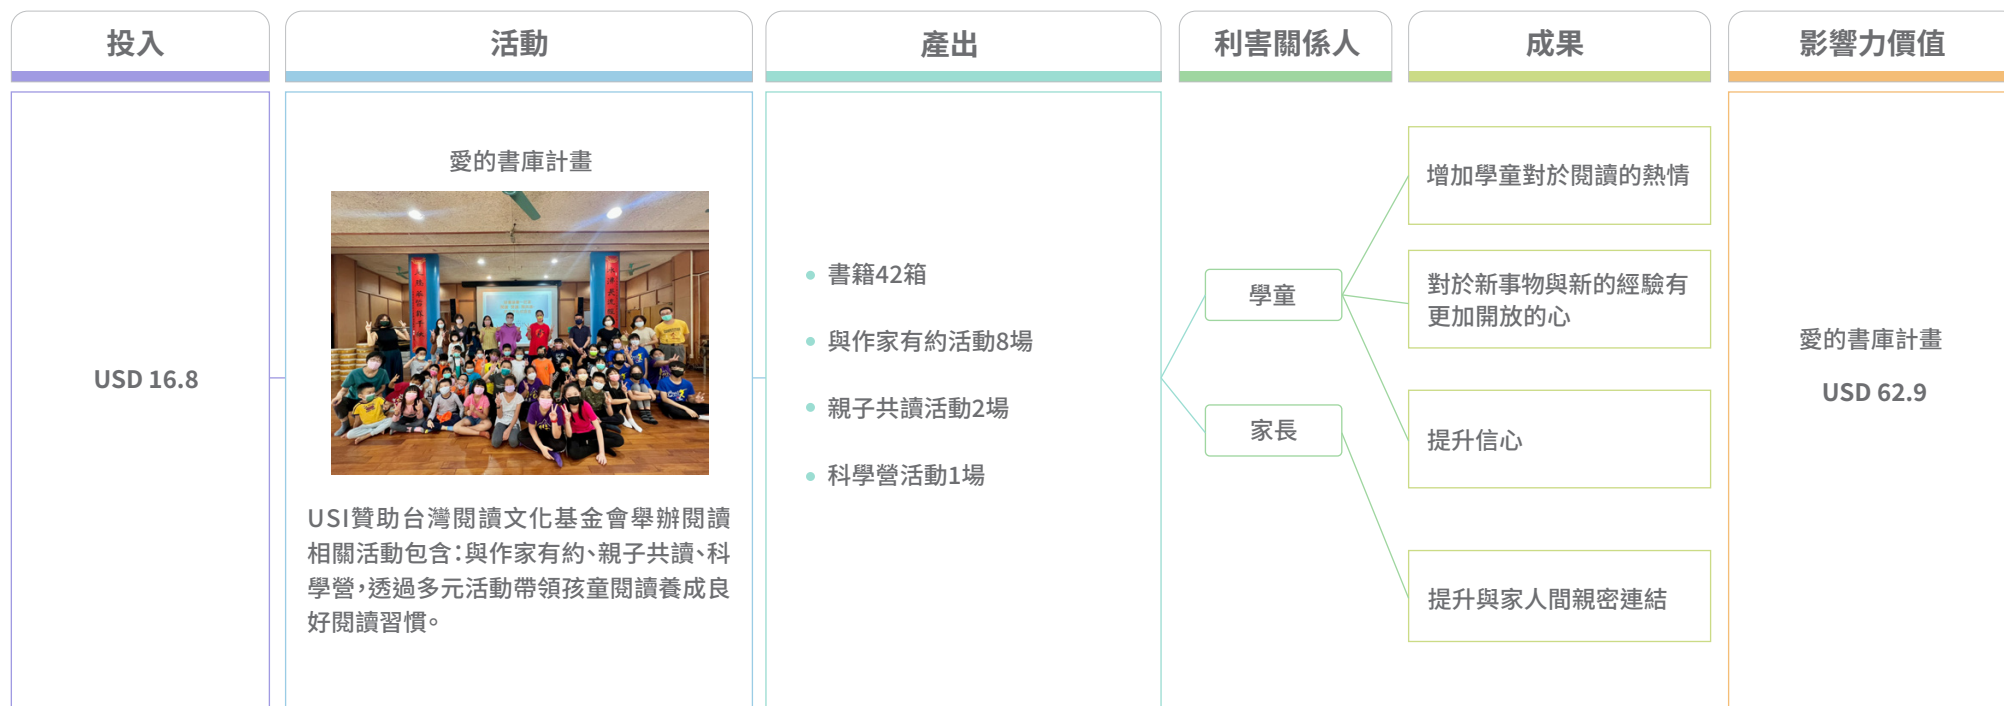 投入
活動
產出
利害關係人
成果
影響力價值
USD 16.8
愛的書庫計畫
USI贊助台灣閱讀文化基金會舉辦閱讀
相關活動包含:與作家有約、親子共讀、科
學營,透過多元活動帶領孩童閱讀養成良
好閱讀習慣。
• 書籍42箱
• 與作家有約活動8場
• 親子共讀活動2場
• 科學營活動1場
學童
家長
增加學童對於閱讀的熱情
對於新事物與新的經驗有
更加開放的心
提升信心
提升與家人間親密連結
愛的書庫計畫
USD 62.9